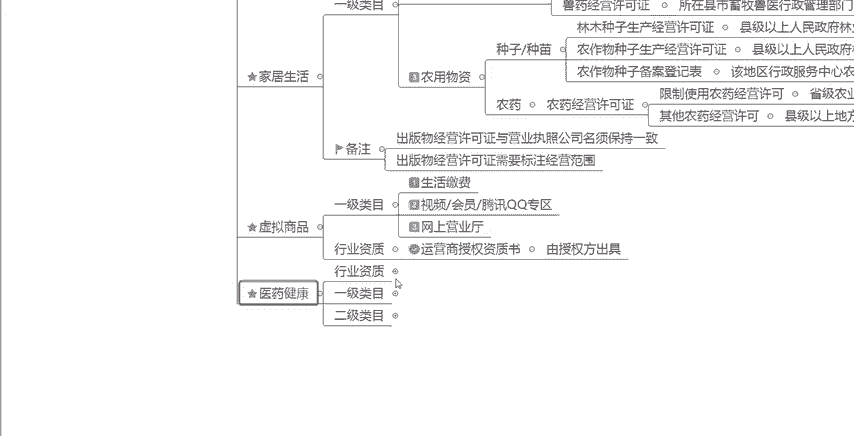 一级类目
兽药经营许可证
所在县市畜牧兽医行政管理部门
林木种子生产经营许可证
县级以上人民政府林
种子/种苗
农作物种子生产经营许可证
县级以上人民政府
家居生活
农用物资
农作物种子备案登记表
该地区行政服务中心农
限制使用农药经营许可
省级农业
农药
农药经营许可证
其他农药经营许可
县级以上地方
出版物经营许可证与营业执照公司名须保持一致
备注
出版物经营许可证需要标注经营范围
生活缴费
一级类目
视频/会员/腾讯QQ专区
虚拟商品
网上营业厅
行业资质
运营商授权资质书
由授权方出具
行业资质
医药健康
一级类目
二级类目